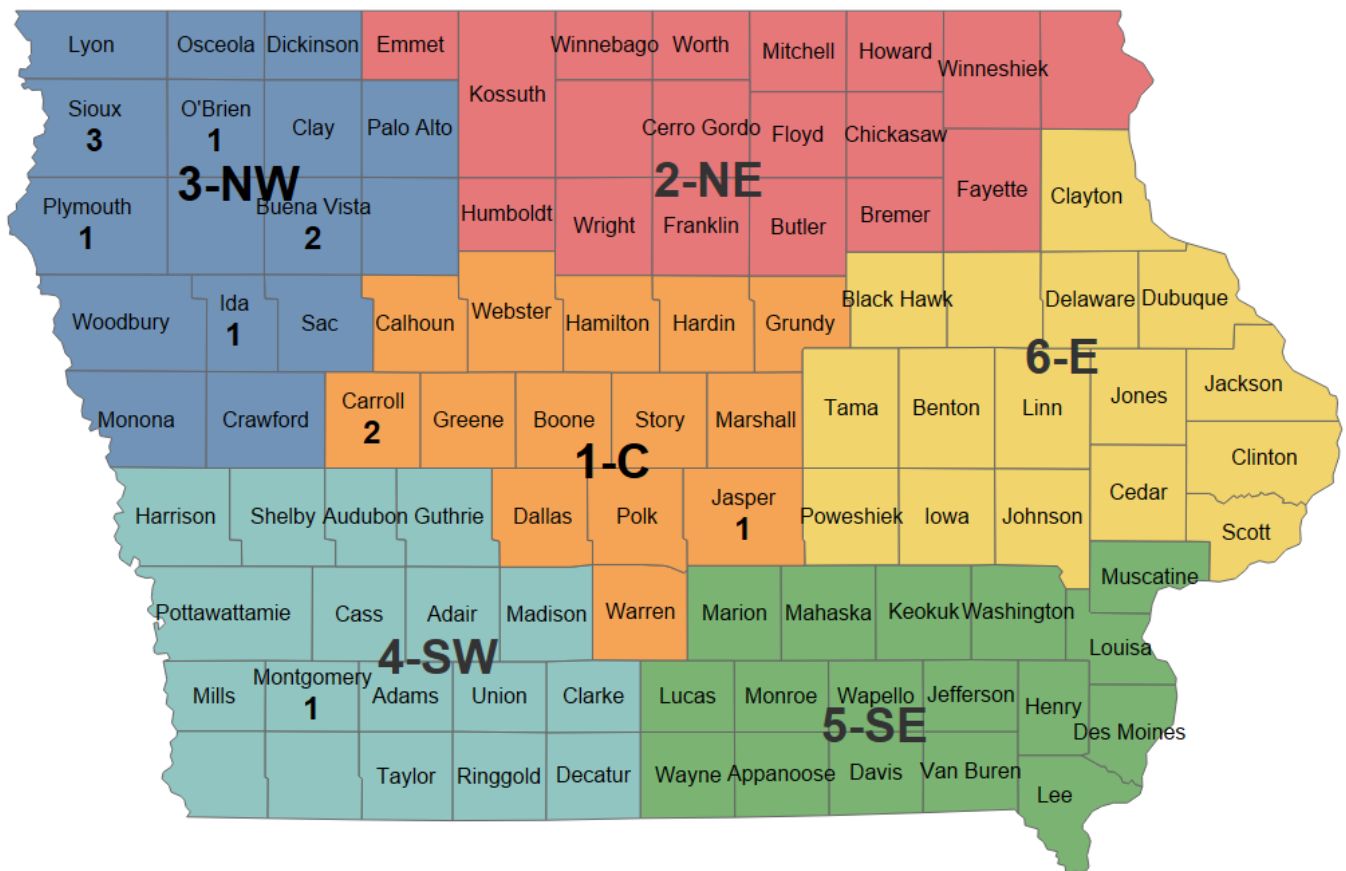 Lyon
Osceola
Dickinson
Emmet
Kossuth
Winnebago
Worth
Mitchell
Howard
Winneshiek
Sioux
3
O'Brien
1
Clay
Palo Alto
Cerro Gordo
Floyd
Chickasaw
3-NW
2-NE
Plymouth
1
Buena Vista
2
Humboldt
Wright
Franklin
Butler
Bremer
Fayette
Clayton
Woodbury
Ida
1
Sac
Calhoun
Webster
Hamilton
Hardin
Grundy
Black Hawk
Delaware
Dubuque
6-E
Monona
Crawford
Carroll
2
Greene
Boone
Story
Marshall
Tama
Benton
Linn
Jones
Jackson
1-C
Clinton
Harrison
Shelby
Audubon
Guthrie
Dallas
Polk
Jasper
1
Poweshiek
Iowa
Johnson
Cedar
Scott
Muscatine
Pottawattamie
Cass
Adair
Madison
Warren
Marion
Mahaska
Keokuk
Washington
Louisa
4-SW
Mills
Montgomery
1
Adams
Union
Clarke
Lucas
Monroe
Wapello
Jefferson
Henry
Des Moines
5-SE
Taylor
Ringgold
Decatur
Wayne
Appanoose
Davis
Van Buren
Lee